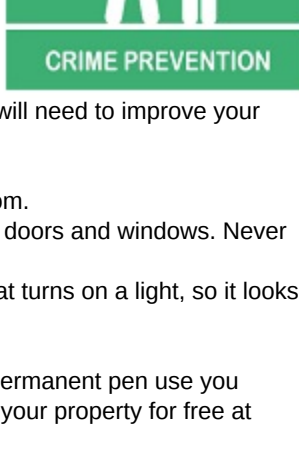 CRIME PREVENTION
will need to improve your
om.
doors and windows. Never
at turns on a light, so it looks
ermanent pen use you
your property for free at